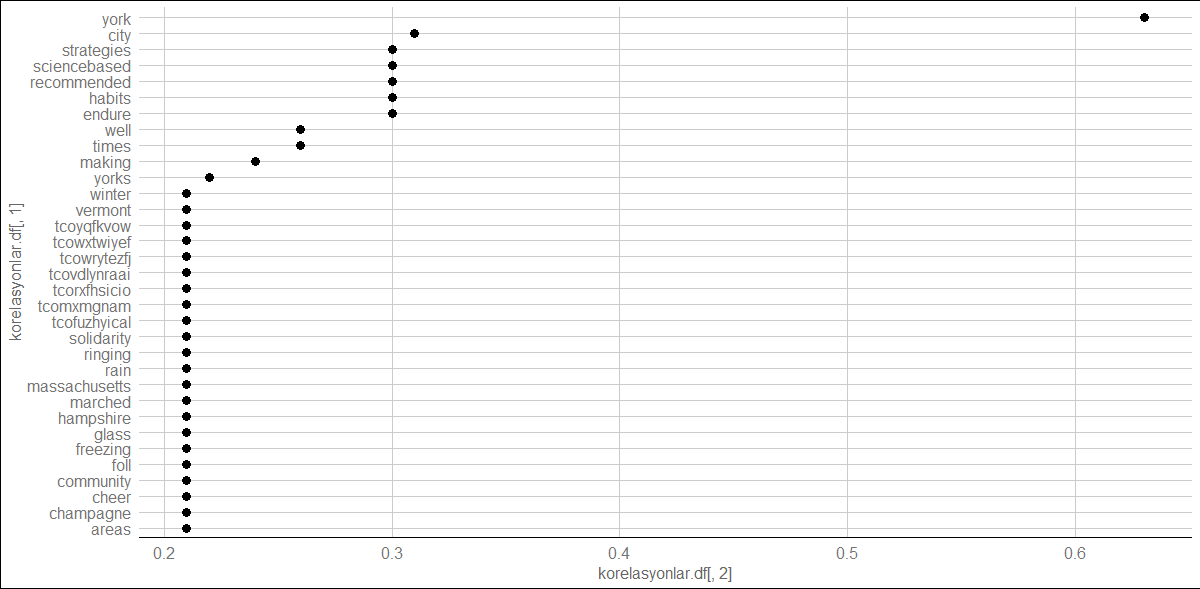 york
city
strategies
sciencebased
recommended
habits
endure
well
times
making
yorks
winter
vermont
tcoyqfkvow
tcowxtwiyef
tcowrytezfj
tcovdlynraai
tcorxfhsicio
tcomxmgnam
tcofuzhyical
solidarity
ringing
rain
massachusetts
marched
hampshire
glass
freezing
foll
community
cheer
champagne
areas
korelasyonlar.df[, 1]
0.2 0.3 0.4 0.5 0.6
korelasyonlar.df[, 2]